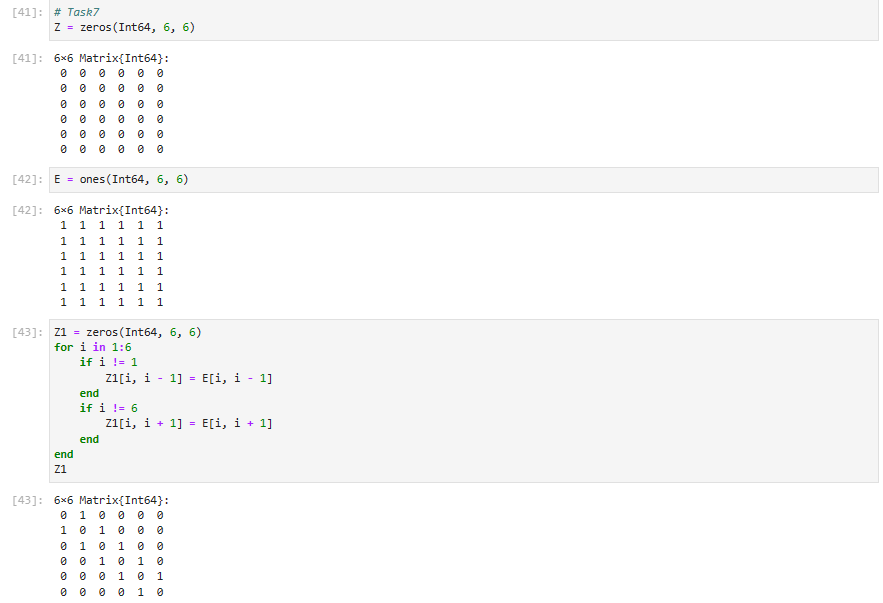 [41]: # Task7
Z = zeros(Int64, 6, 6)
[41]: 6×6 Matrix{Int64}:
0 0 0 0 0 0
0 0 0 0 0 0
0 0 0 0 0 0
0 0 0 0 0 0
0 0 0 0 0 0
0 0 0 0 0 0
[42]: E = ones(Int64, 6, 6)
[42]: 6×6 Matrix{Int64}:
1 1 1 1 1 1
1 1 1 1 1 1
1 1 1 1 1 1
1 1 1 1 1 1
1 1 1 1 1 1
1 1 1 1 1 1
[43]: Z1 = zeros(Int64, 6, 6)
for i in 1:6
    if i != 1
        Z1[i, i - 1] = E[i, i - 1]
    end
    if i != 6
        Z1[i, i + 1] = E[i, i + 1]
    end
end
Z1
[43]: 6×6 Matrix{Int64}:
0 1 0 0 0 0
1 0 1 0 0 0
0 1 0 1 0 0
0 0 1 0 1 0
0 0 0 1 0 1
0 0 0 0 1 0